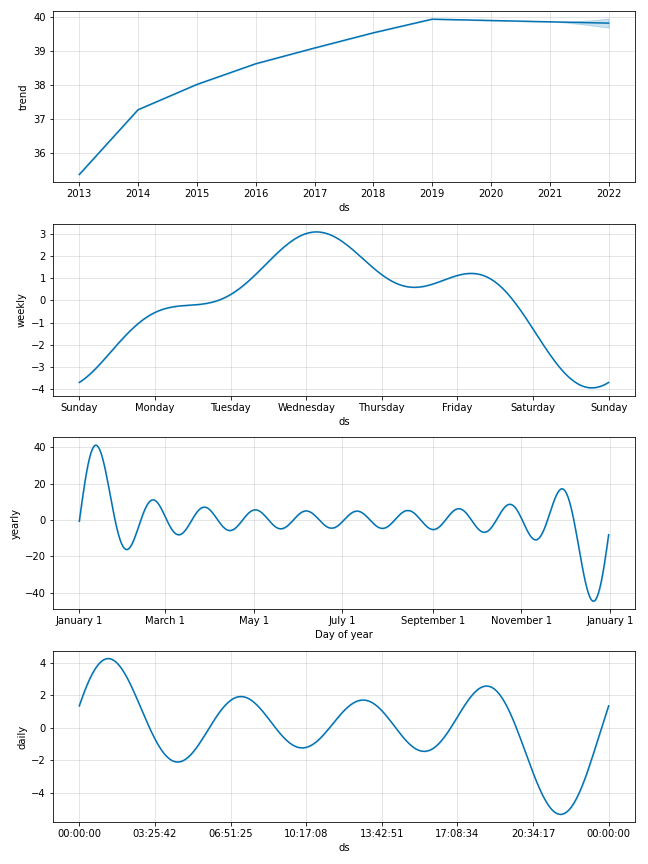 40
39
38
37
36
trend
2013 2014 2015 2016 2017 2018 2019 2020 2021 2022
ds
3
2
1
0
−1
−2
−3
−4
weekly
Sunday Monday Tuesday Wednesday Thursday Friday Saturday Sunday
ds
40
20
0
−20
−40
yearly
January 1 March 1 May 1 July 1 September 1 November 1 January 1
Day of year
4
2
0
−2
−4
daily
00:00:00 03:25:42 06:51:25 10:17:08 13:42:51 17:08:34 20:34:17 00:00:00
ds